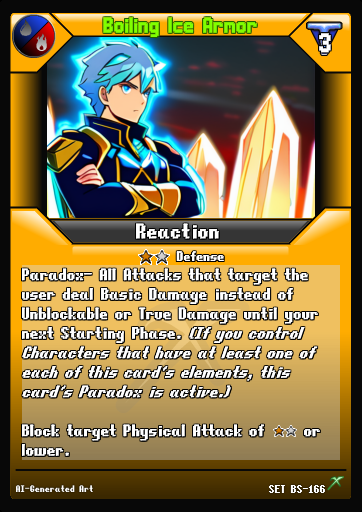 Boiling Ice Armor
3
Reaction
Defense
Paradox- All Attacks that target the
user deal Basic Damage instead of
Unblockable or True Damage until your
next Starting Phase. (If you control
Characters that have at least one of
each of this card's elements, this
card's Paradox is active.)
Block target Physical Attack of ★☆ or
lower.
AI-Generated Art
SET BS-166